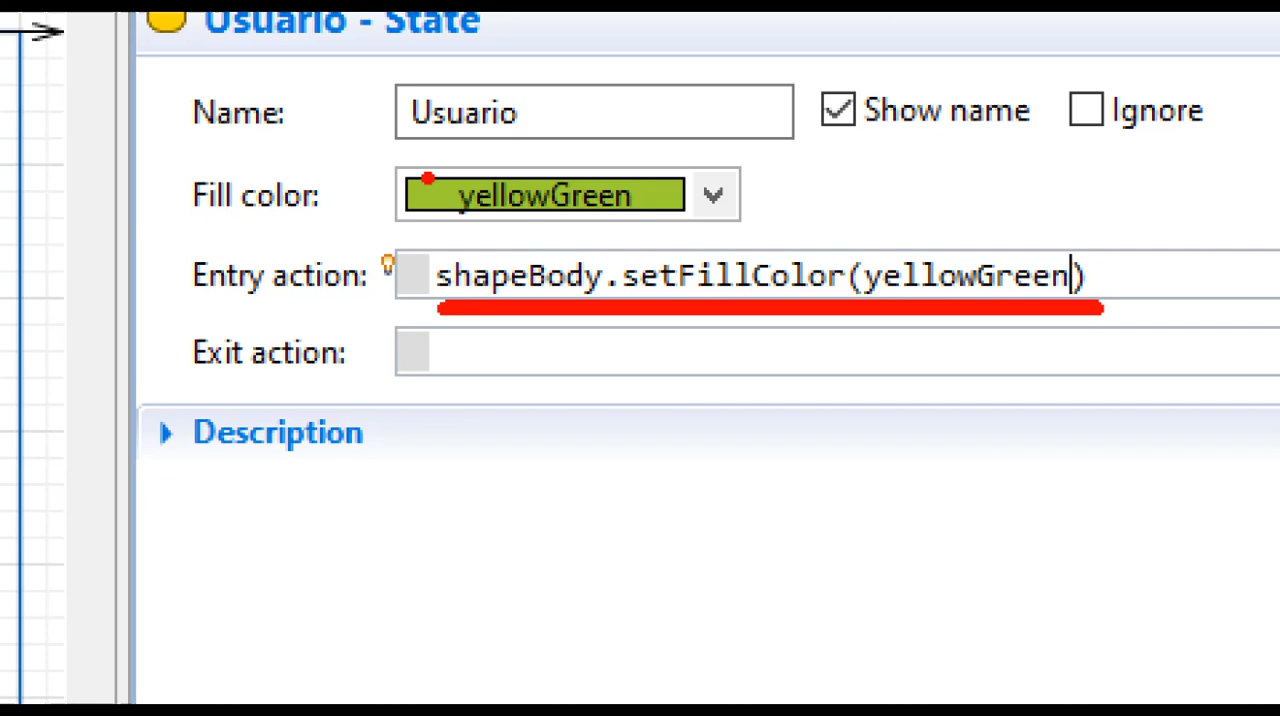 Usuario - State
Name: Usuario Show name Ignore
Fill color: yellowGreen
Entry action: shapeBody.setFillColor(yellowGreen)
Exit action:
Description